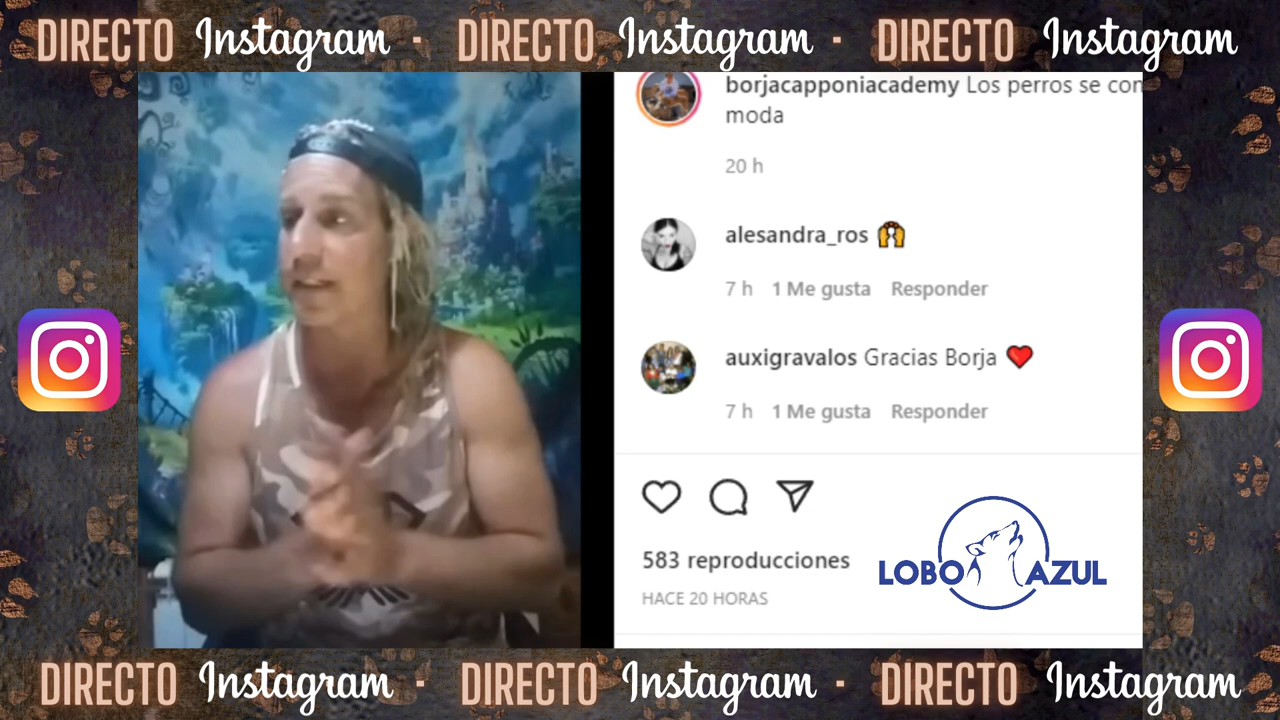 DIRECTO Instagram · DIRECTO Instagram · DIRECTO Instagram
borjacapponiacademy Los perros se con
moda
20 h
alesandra_ros 🙌
7 h 1 Me gusta Responder
auxigravalos Gracias Borja ❤️
7 h 1 Me gusta Responder
583 reproducciones
HACE 20 HORAS
LOBO AZUL
DIRECTO Instagram · DIRECTO Instagram · DIRECTO Instagram